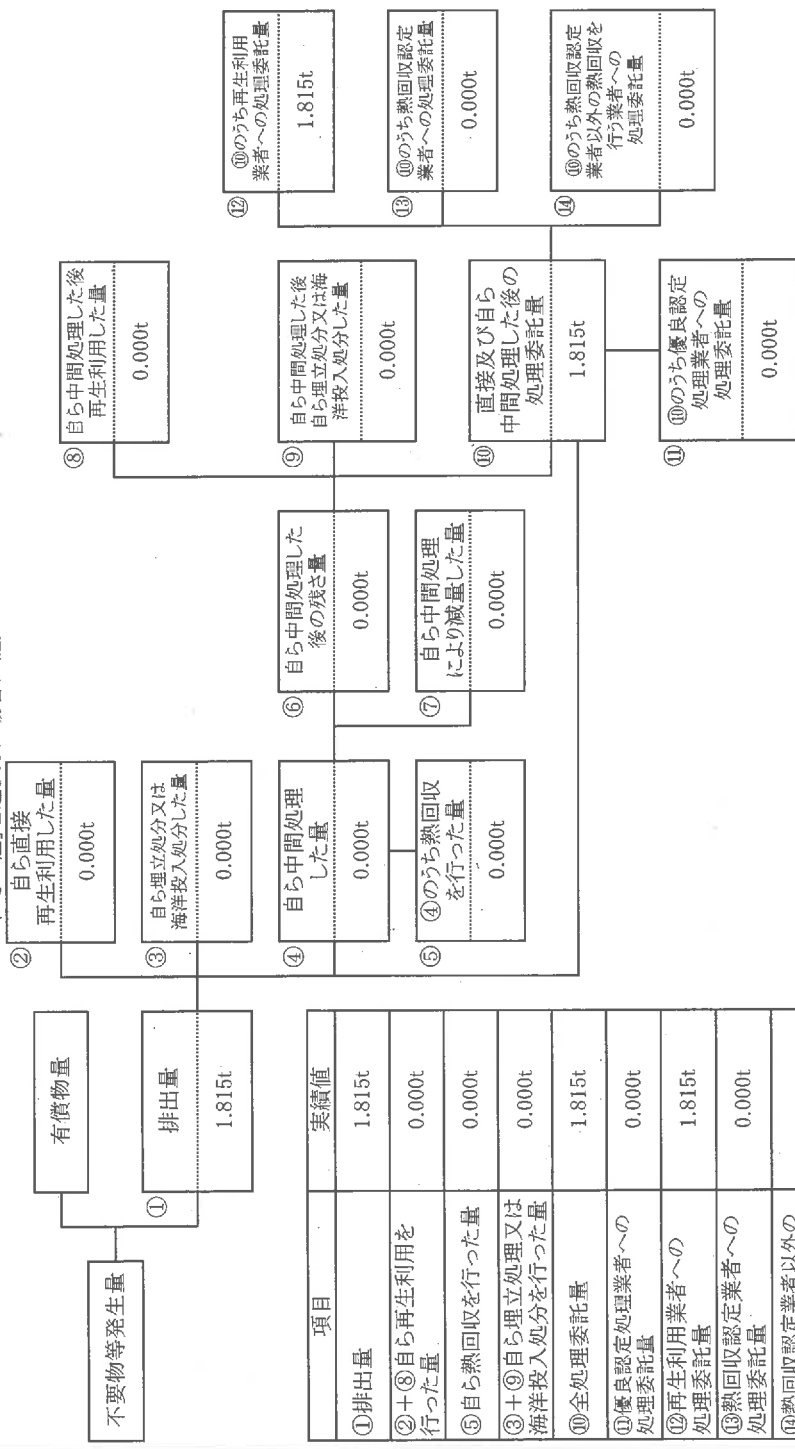 不要物等発生量
有償物量
①
排出量
1.815t
②
自ら直接
再生利用した量
0.000t
③
自ら埋立処分又は
海洋投入処分した量
0.000t
④
自ら中間処理
した量
0.000t
⑤
④のうち熱回収
を行った量
0.000t
⑥
自ら中間処理した
後の残さ量
0.000t
⑦
自ら中間処理
により減量した量
0.000t
⑧
自ら中間処理した後
再生利用した量
0.000t
⑨
自ら中間処理した後
自ら埋立処分又は海
洋投入処分した量
0.000t
⑩
直接及び自ら
中間処理した後の
処理委託量
1.815t
⑪
⑩のうち優良認定
処理業者への
処理委託量
0.000t
⑫
⑩のうち再生利用
業者への処理委託量
1.815t
⑬
⑩のうち熱回収認定
業者への処理委託量
0.000t
⑭
⑩のうち熱回収認定
業者以外の熱回収を
行う業者への
処理委託量
0.000t
項目 実績値
①排出量 1.815t
②+⑧自ら再生利用を
行った量 0.000t
⑤自ら熱回収を行った量 0.000t
③+⑨自ら埋立処理又は
海洋投入処分を行った量 0.000t
⑩全処理委託量 1.815t
⑪優良認定処理業者への
処理委託量 0.000t
⑫再生利用業者への
処理委託量 1.815t
⑬熱回収認定業者への
処理委託量 0.000t
⑭熱回収認定業者以外の